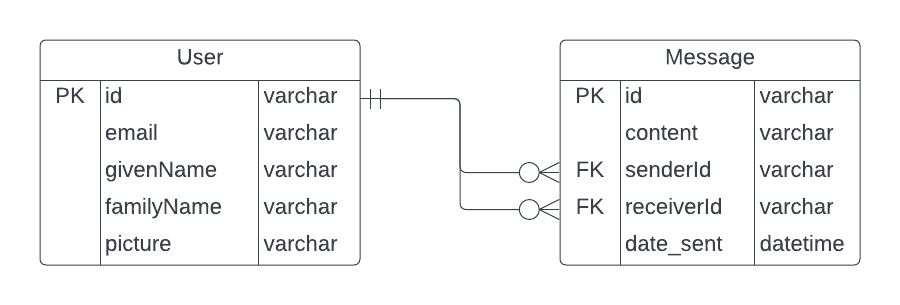 User
PK id varchar
email varchar
givenName varchar
familyName varchar
picture varchar
Message
PK id varchar
content varchar
FK senderId varchar
FK receiverId varchar
date_sent datetime